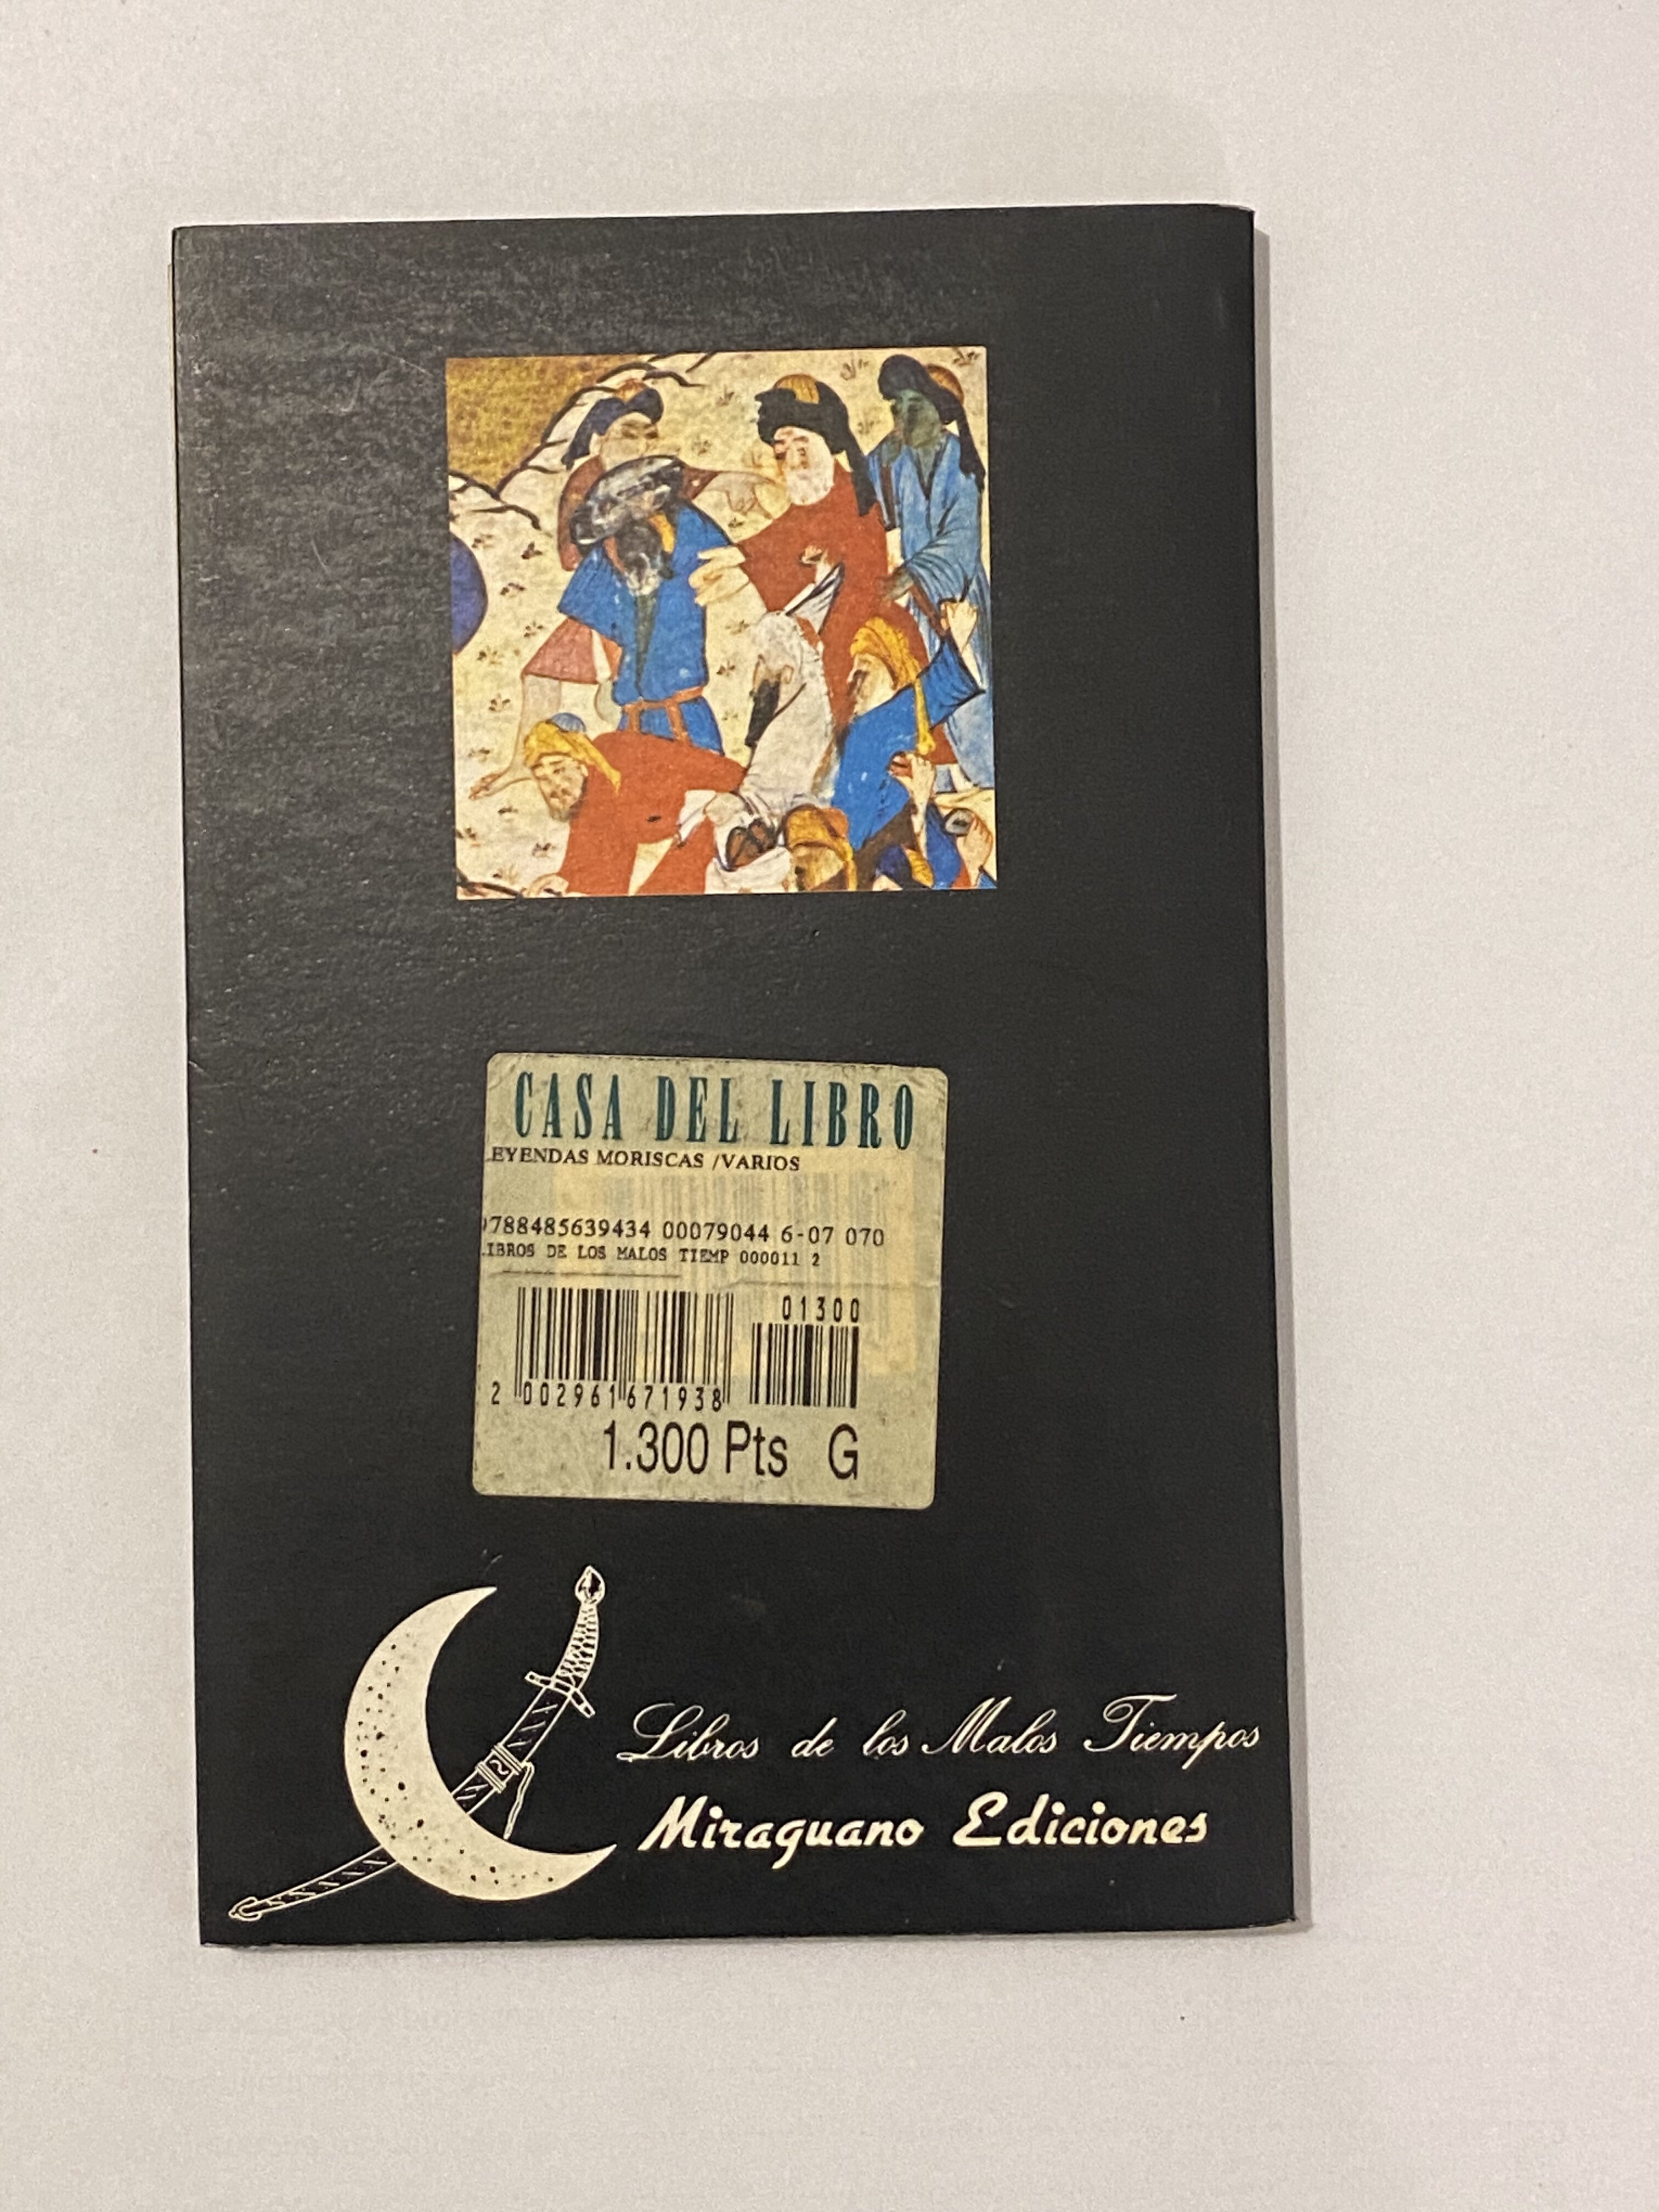 CASA DEL LIBRO
EYENDAS MORISCAS /VARIOS
9788485639434 00079044 6-07 070
LIBROS DE LOS MALOS TIEMP 000011 2
01300
2 002961 671938
1.300 Pts G
Libros de los Malos Tiempos
Miraguano Ediciones